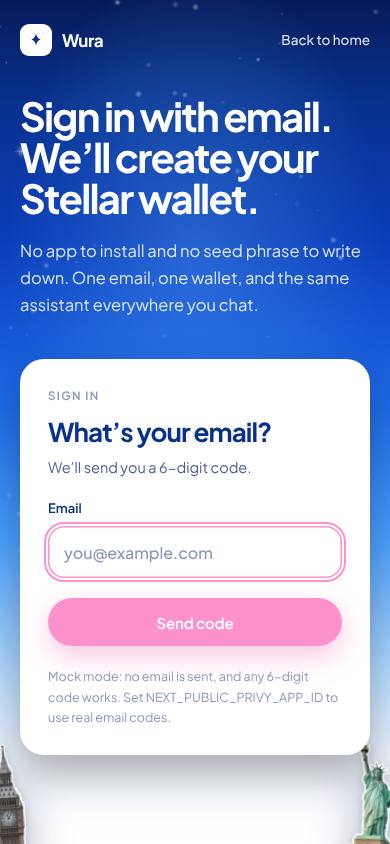 Wura
Back to home
Sign in with email.
We’ll create your
Stellar wallet.
No app to install and no seed phrase to write
down. One email, one wallet, and the same
assistant everywhere you chat.
SIGN IN
What’s your email?
We’ll send you a 6–digit code.
Email
you@example.com
Send code
Mock mode: no email is sent, and any 6–digit
code works. Set NEXT_PUBLIC_PRIVY_APP_ID to
use real email codes.